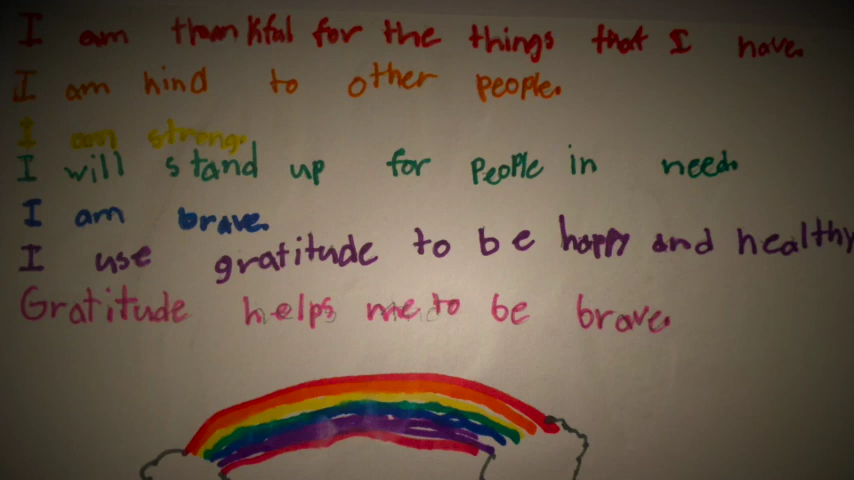 I am thankful for the things that I have.
I am kind to other people.
I am strong.
I will stand up for people in need.
I am brave.
I use gratitude to be happy and healthy
Gratitude helps me to be brave.